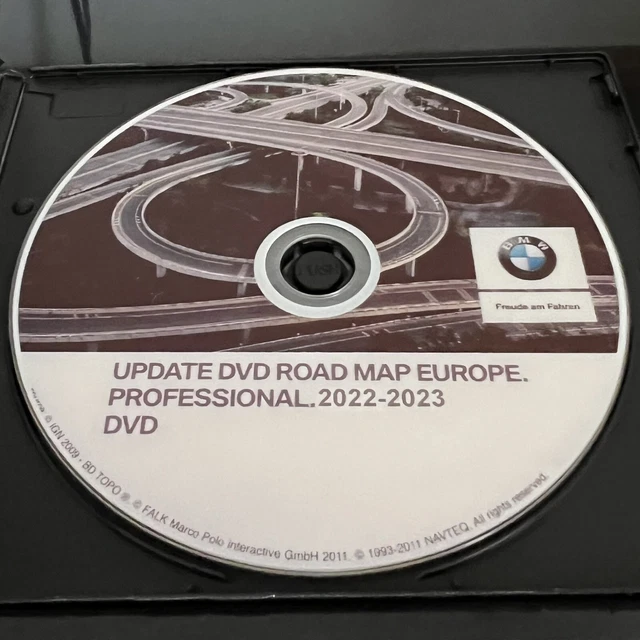 BMW
Freude am Fahren
UPDATE DVD ROAD MAP EUROPE.
PROFESSIONAL.2022-2023
DVD
© IGN 2009 - BD TOPO ®. © FALK Marco Polo Interactive GmbH 2011. © 1993-2011 NAVTEQ. All rights reserved.